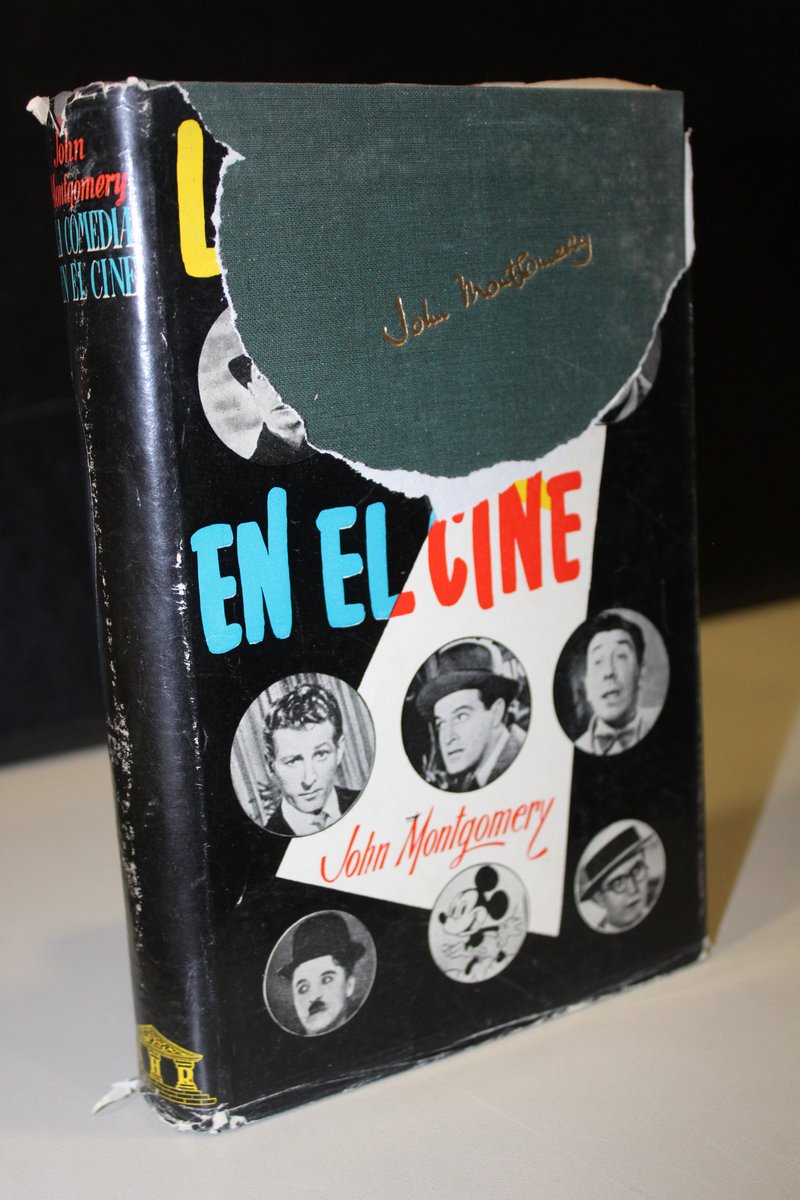 John
Montgomery
LA COMEDIA
EN EL CINE
L
John Montgomery
EN EL CINE
John Montgomery